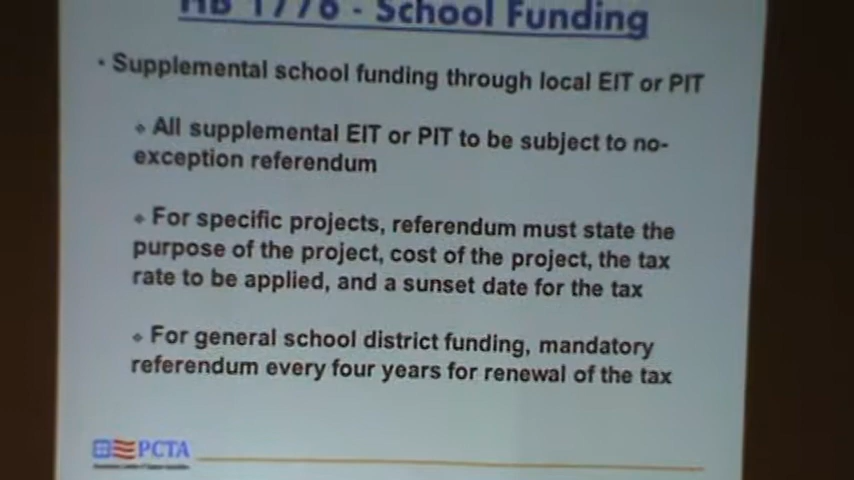 HB 1776 - School Funding
• Supplemental school funding through local EIT or PIT
❖ All supplemental EIT or PIT to be subject to no-
exception referendum
❖ For specific projects, referendum must state the
purpose of the project, cost of the project, the tax
rate to be applied, and a sunset date for the tax
❖ For general school district funding, mandatory
referendum every four years for renewal of the tax
PCTA